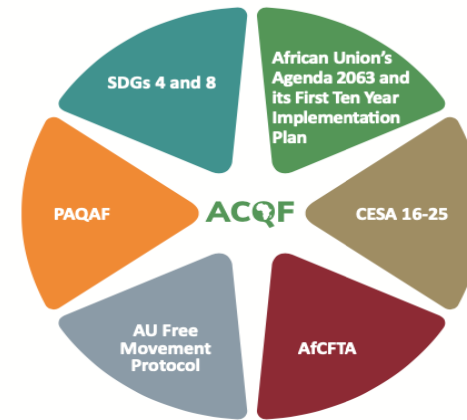 SDGs 4 and 8
African Union's
Agenda 2063 and
its First Ten Year
Implementation
Plan
PAQAF
ACQF
CESA 16-25
AU Free
Movement
Protocol
AfCFTA